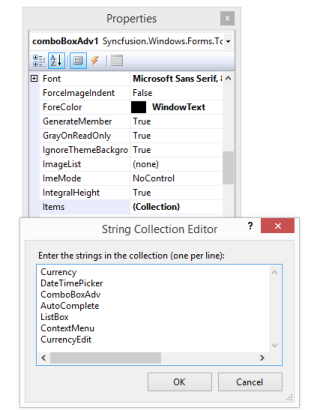 Properties
x
comboBoxAdv1 Syncfusion.Windows.Forms.Tc
Font Microsoft Sans Serif, 8
ForceImageIndent False
ForeColor WindowText
GenerateMember True
GrayOnReadOnly True
IgnoreThemeBackgro True
ImageList (none)
ImeMode NoControl
IntegralHeight True
Items (Collection)
String Collection Editor ? x
Enter the strings in the collection (one per line):
Currency
DateTimePicker
ComboBoxAdv
AutoComplete
ListBox
ContextMenu
CurrencyEdit
OK Cancel